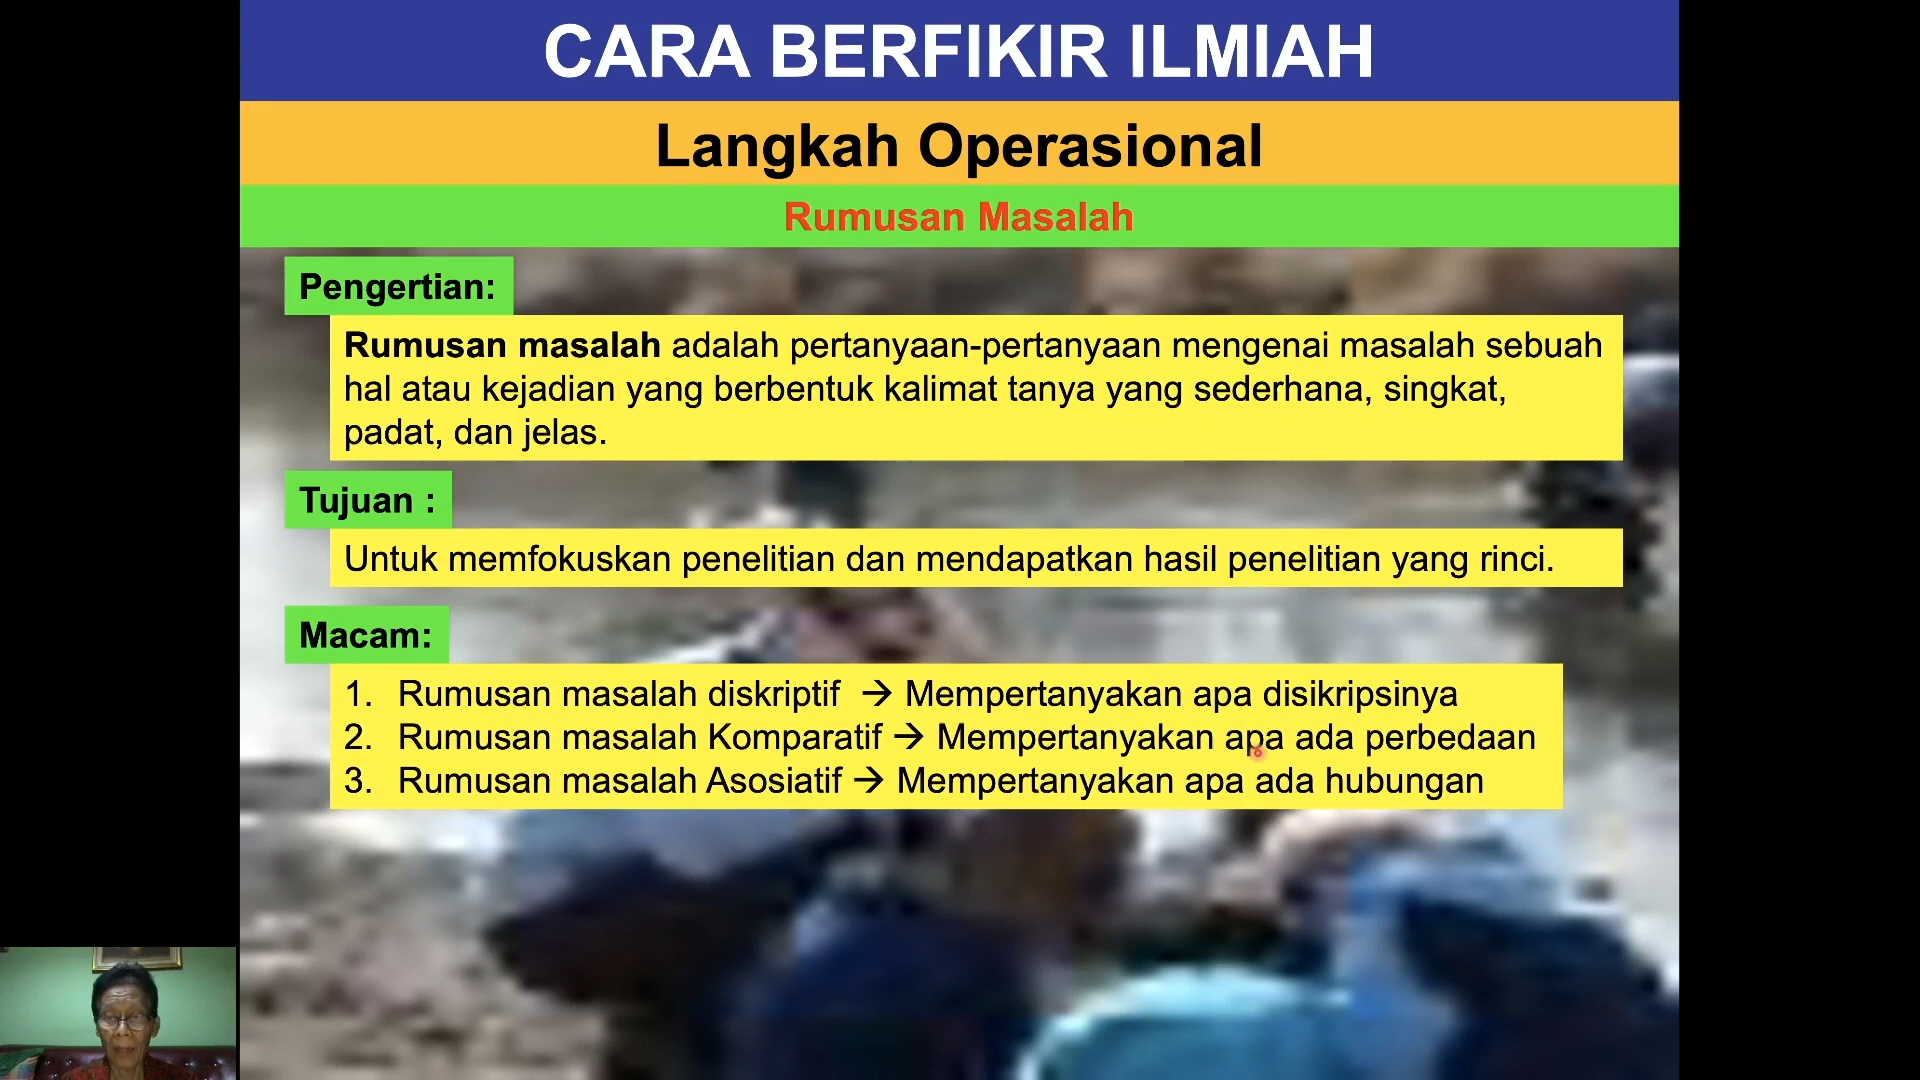 CARA BERFIKIR ILMIAH
Langkah Operasional
Rumusan Masalah
Pengertian:
Rumusan masalah adalah pertanyaan-pertanyaan mengenai masalah sebuah
hal atau kejadian yang berbentuk kalimat tanya yang sederhana, singkat,
padat, dan jelas.
Tujuan :
Untuk memfokuskan penelitian dan mendapatkan hasil penelitian yang rinci.
Macam:
1. Rumusan masalah diskriptif → Mempertanyakan apa disikripsinya
2. Rumusan masalah Komparatif → Mempertanyakan apa ada perbedaan
3. Rumusan masalah Asosiatif → Mempertanyakan apa ada hubungan